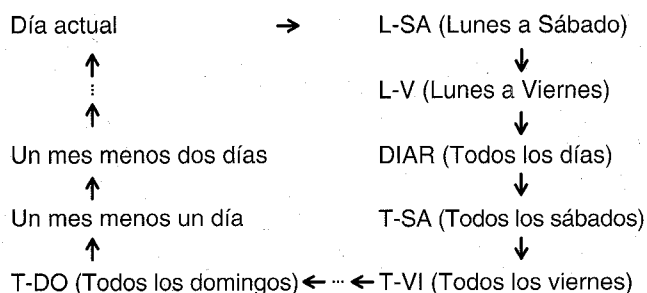 Día actual → L-SA (Lunes a Sábado)
L-V (Lunes a Viernes)
Un mes menos dos días DIAR (Todos los días)
Un mes menos un día T-SA (Todos los sábados)
T-DO (Todos los domingos) ← ... ← T-VI (Todos los viernes)